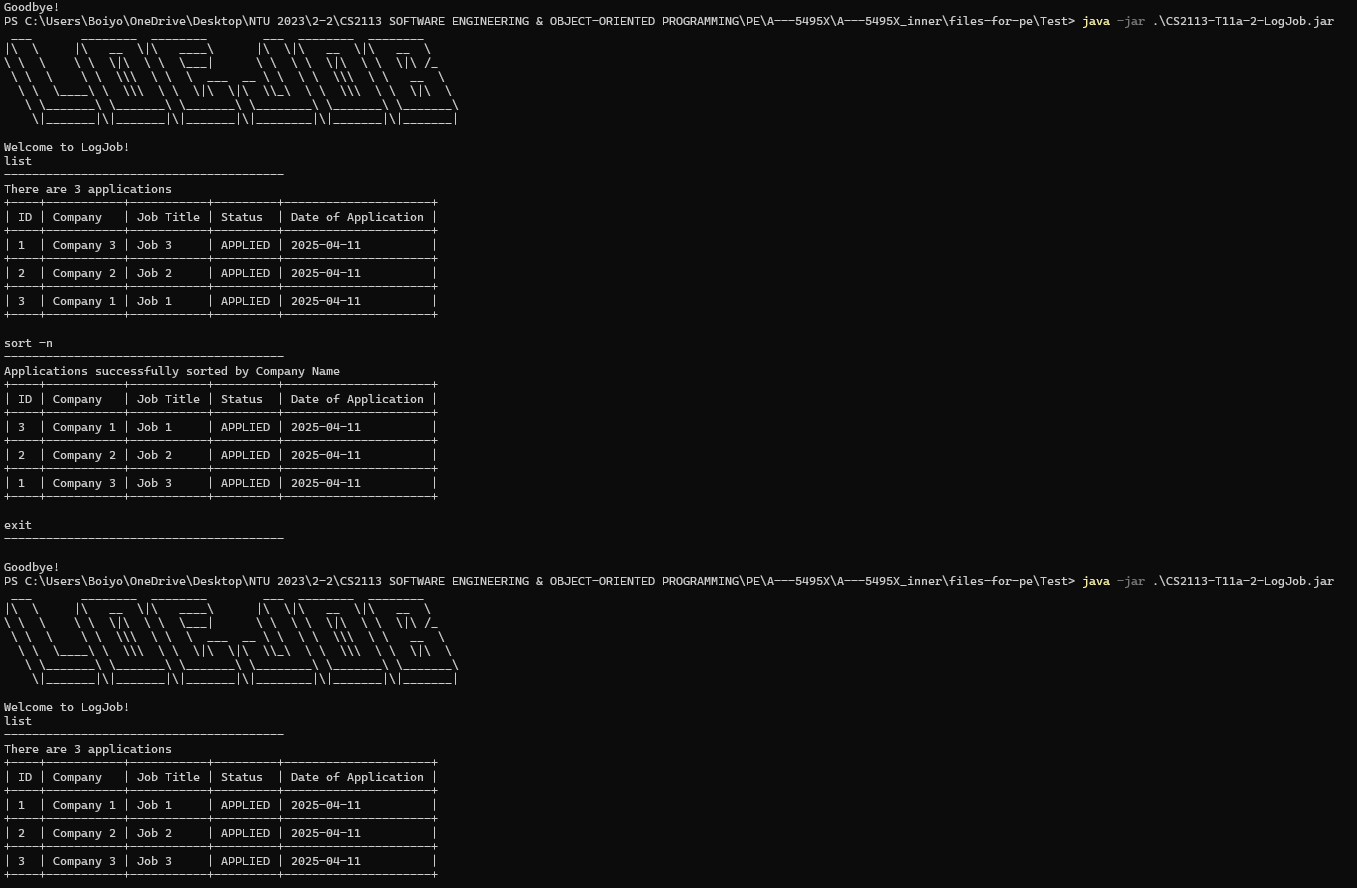 Goodbye!
PS C:\Users\Boiyo\OneDrive\Desktop\NTU 2023\2-2\CS2113 SOFTWARE ENGINEERING & OBJECT-ORIENTED PROGRAMMING\PE\A---5495X\A---5495X_inner\files-for-pe\Test> java -jar .\CS2113-T11a-2-LogJob.jar
Welcome to LogJob!
list
----------------------------------------
There are 3 applications
+----+-----------+-----------+---------+---------------------+
| ID | Company   | Job Title | Status  | Date of Application |
+----+-----------+-----------+---------+---------------------+
| 1  | Company 3 | Job 3     | APPLIED | 2025-04-11          |
+----+-----------+-----------+---------+---------------------+
| 2  | Company 2 | Job 2     | APPLIED | 2025-04-11          |
+----+-----------+-----------+---------+---------------------+
| 3  | Company 1 | Job 1     | APPLIED | 2025-04-11          |
+----+-----------+-----------+---------+---------------------+
sort -n
----------------------------------------
Applications successfully sorted by Company Name
+----+-----------+-----------+---------+---------------------+
| ID | Company   | Job Title | Status  | Date of Application |
+----+-----------+-----------+---------+---------------------+
| 3  | Company 1 | Job 1     | APPLIED | 2025-04-11          |
+----+-----------+-----------+---------+---------------------+
| 2  | Company 2 | Job 2     | APPLIED | 2025-04-11          |
+----+-----------+-----------+---------+---------------------+
| 1  | Company 3 | Job 3     | APPLIED | 2025-04-11          |
+----+-----------+-----------+---------+---------------------+
exit
----------------------------------------
Goodbye!
PS C:\Users\Boiyo\OneDrive\Desktop\NTU 2023\2-2\CS2113 SOFTWARE ENGINEERING & OBJECT-ORIENTED PROGRAMMING\PE\A---5495X\A---5495X_inner\files-for-pe\Test> java -jar .\CS2113-T11a-2-LogJob.jar
Welcome to LogJob!
list
----------------------------------------
There are 3 applications
+----+-----------+-----------+---------+---------------------+
| ID | Company   | Job Title | Status  | Date of Application |
+----+-----------+-----------+---------+---------------------+
| 1  | Company 1 | Job 1     | APPLIED | 2025-04-11          |
+----+-----------+-----------+---------+---------------------+
| 2  | Company 2 | Job 2     | APPLIED | 2025-04-11          |
+----+-----------+-----------+---------+---------------------+
| 3  | Company 3 | Job 3     | APPLIED | 2025-04-11          |
+----+-----------+-----------+---------+---------------------+